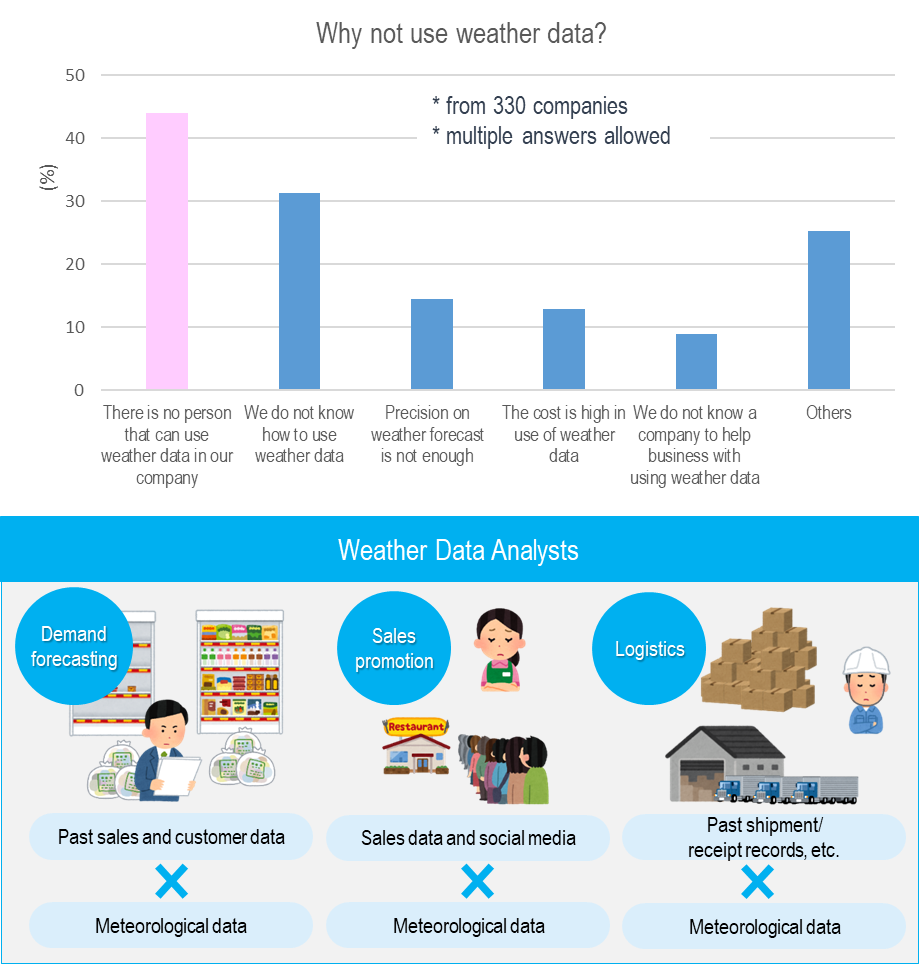 Why not use weather data?
50
* from 330 companies
40
* multiple answers allowed
(%)
30
20
10
0
There is no person
that can use
weather data in our
company
We do not know
how to use
weather data
Precision on
weather forecast
is not enough
The cost is high in
use of weather
data
We do not know a
company to help
business with
using weather data
Others
Weather Data Analysts
Demand
forecasting
Sales
promotion
Logistics
Restaurant
Past sales and customer data
Sales data and social media
Past shipment/
receipt records, etc.
Meteorological data
Meteorological data
Meteorological data